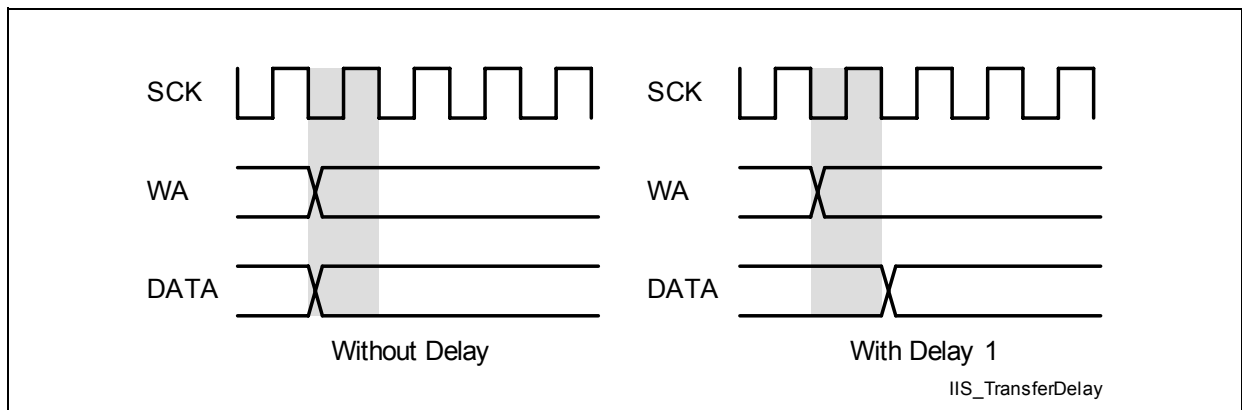 SCK
WA
DATA
Without Delay
SCK
WA
DATA
With Delay 1
IIS_TransferDelay